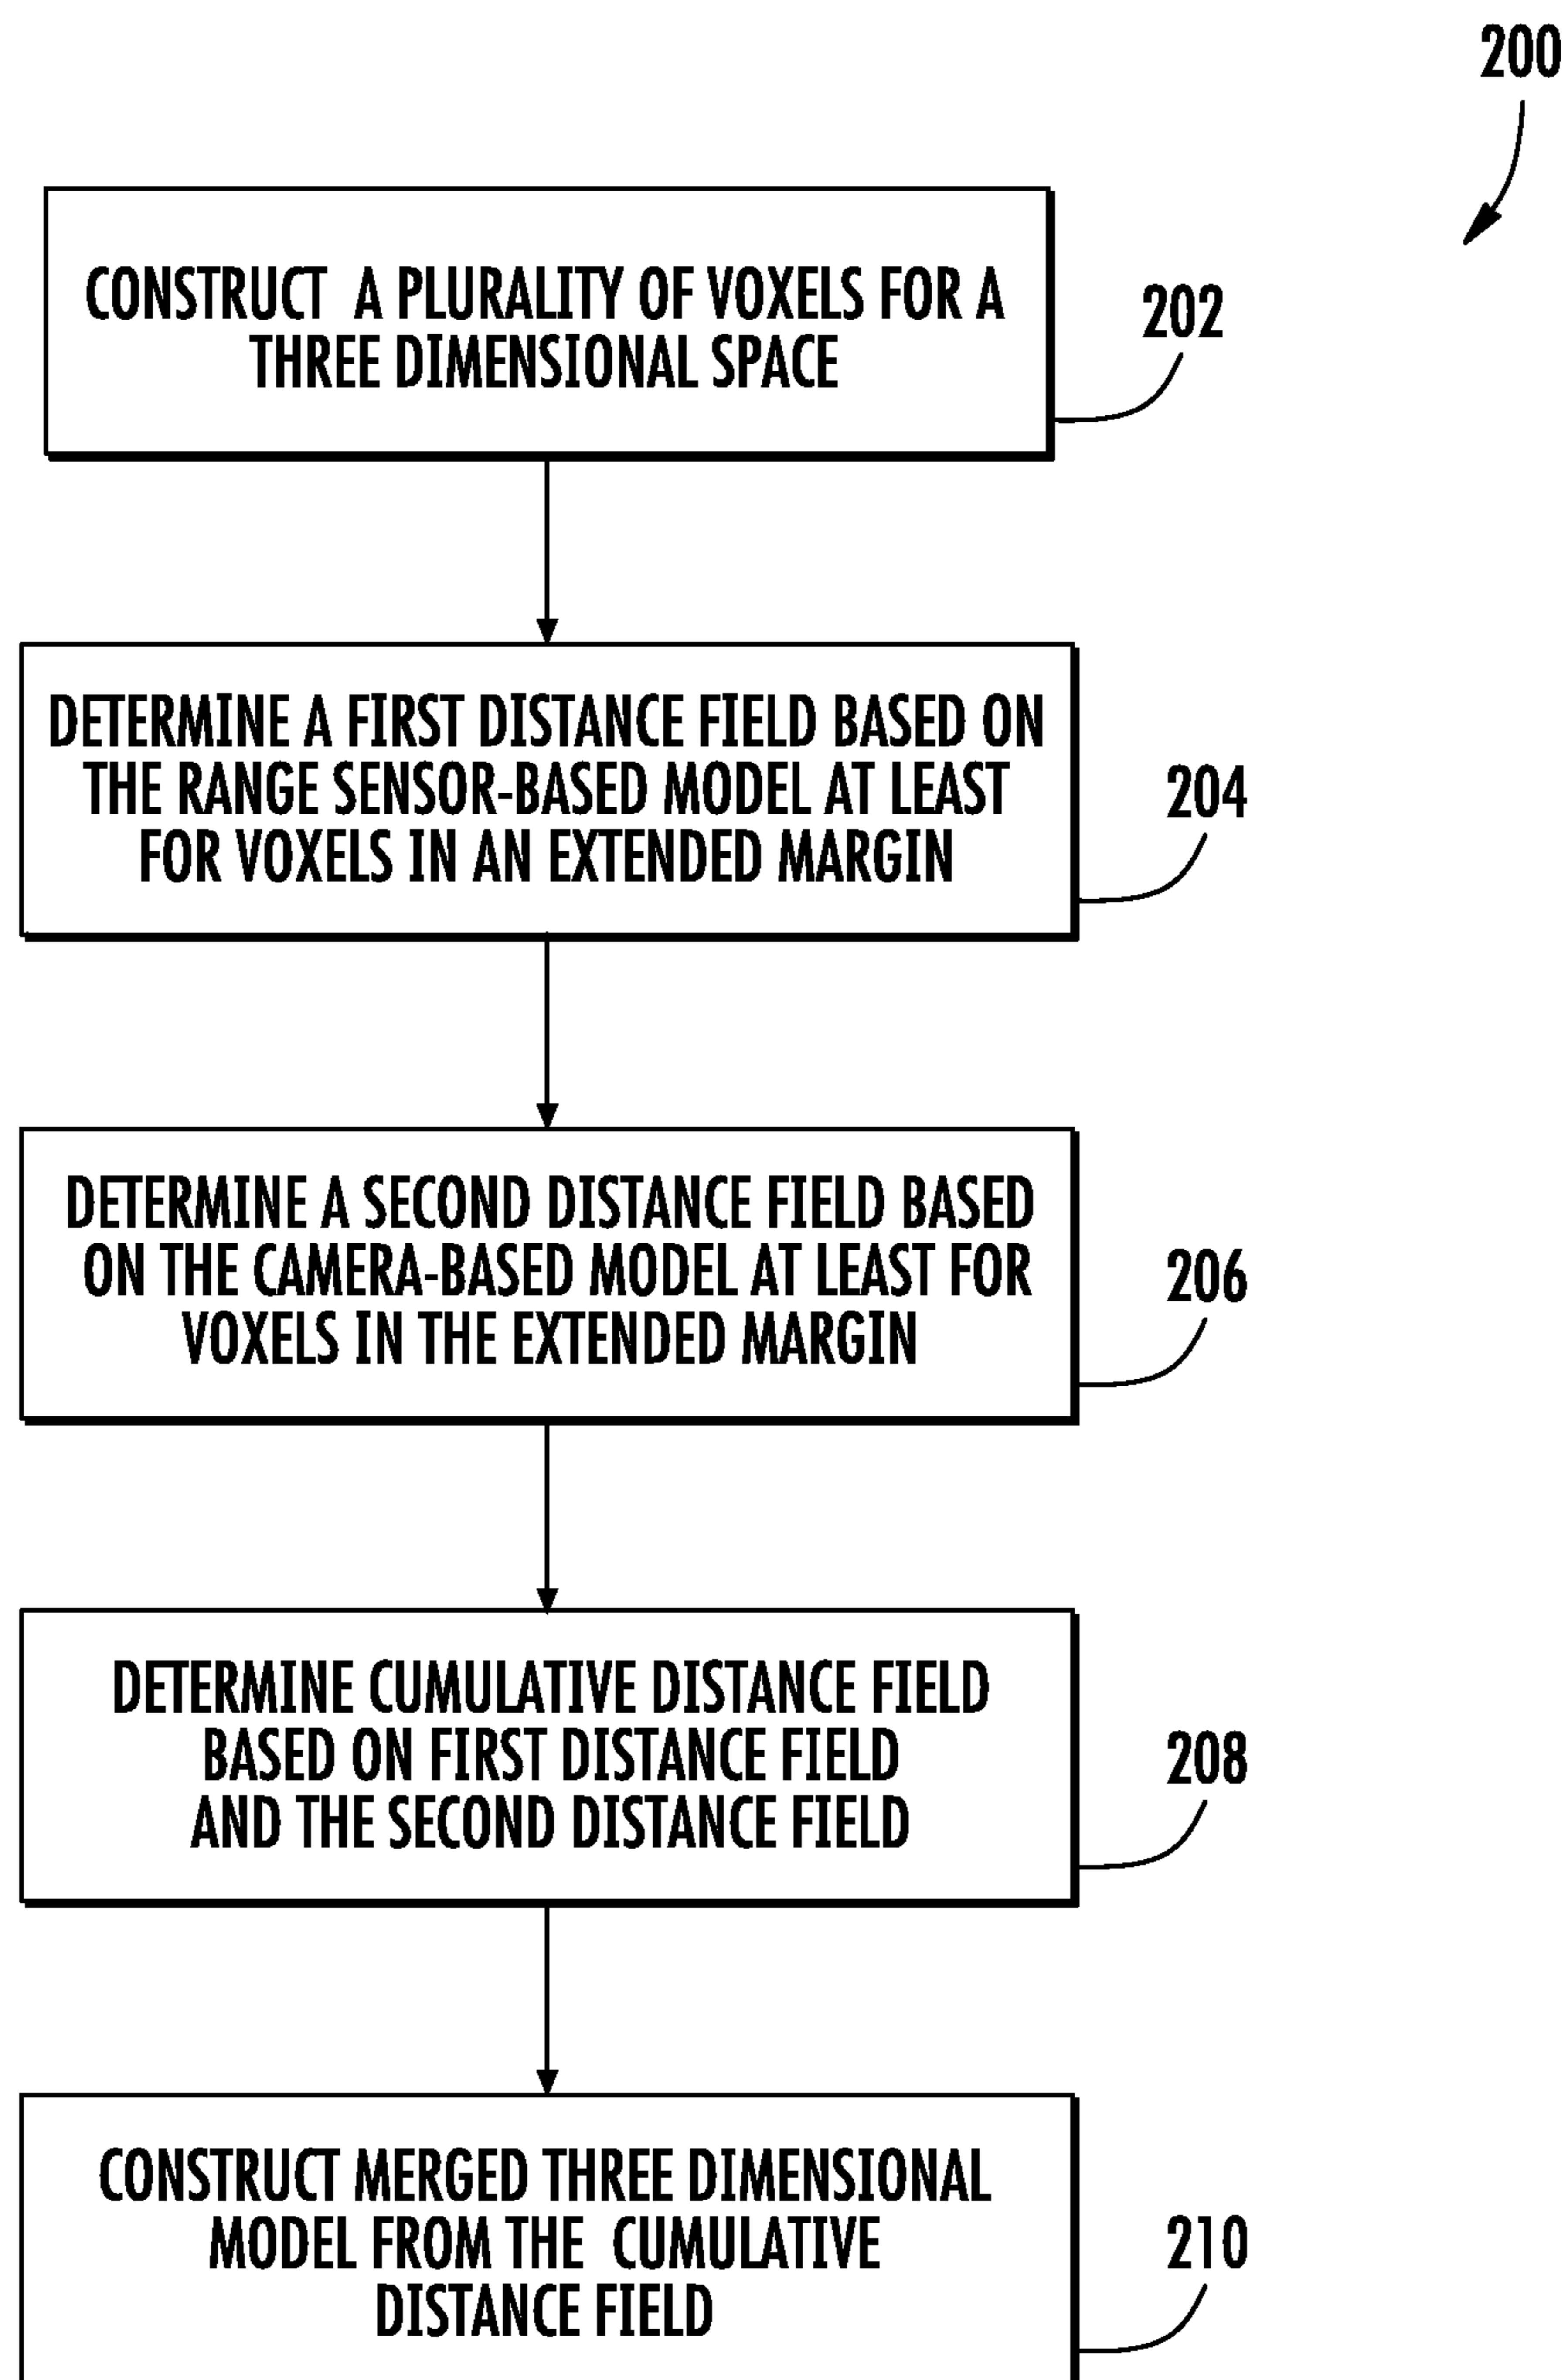 200
CONSTRUCT A PLURALITY OF VOXELS FOR A
THREE DIMENSIONAL SPACE
202
DETERMINE A FIRST DISTANCE FIELD BASED ON
THE RANGE SENSOR-BASED MODEL AT LEAST
FOR VOXELS IN AN EXTENDED MARGIN
204
DETERMINE A SECOND DISTANCE FIELD BASED
ON THE CAMERA-BASED MODEL AT LEAST FOR
VOXELS IN THE EXTENDED MARGIN
206
DETERMINE CUMULATIVE DISTANCE FIELD
BASED ON FIRST DISTANCE FIELD
AND THE SECOND DISTANCE FIELD
208
CONSTRUCT MERGED THREE DIMENSIONAL
MODEL FROM THE CUMULATIVE
DISTANCE FIELD
210